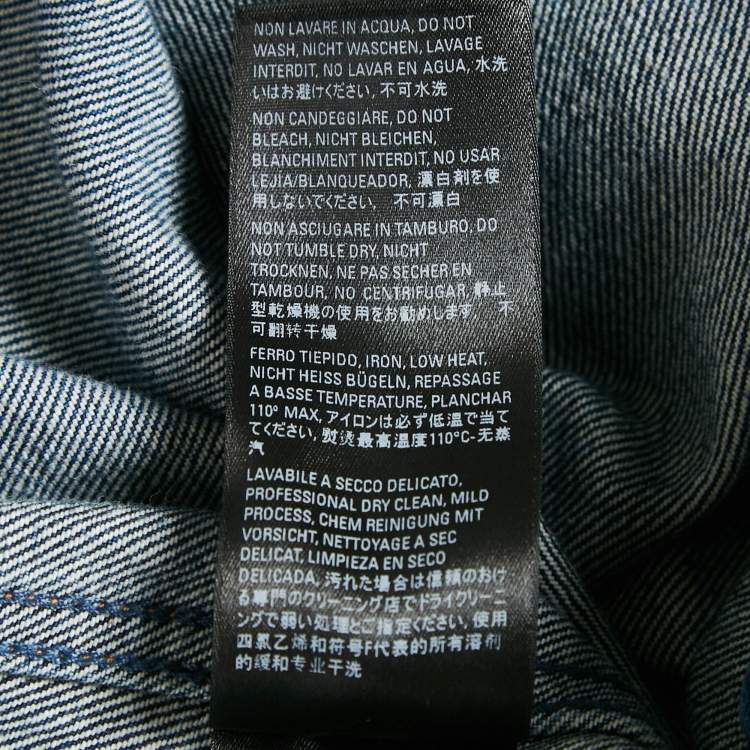 NON LAVARE IN ACQUA, DO NOT
WASH, NICHT WASCHEN, LAVAGE
INTERDIT, NO LAVAR EN AGUA, 水洗
いはお避けください, 不可水洗
NON CANDEGGIARE, DO NOT
BLEACH, NICHT BLEICHEN,
BLANCHIMENT INTERDIT, NO USAR
LEJIA/BLANQUEADOR, 漂白剤を使
用しないでください, 不可漂白
NON ASCIUGARE IN TAMBURO, DO
NOT TUMBLE DRY, NICHT
TROCKNEN, NE PAS SECHER EN
TAMBOUR, NO CENTRIFUGAR, 静止
型乾燥機の使用をお勧めします, 不
可翻转干燥
FERRO TIEPIDO, IRON, LOW HEAT,
NICHT HEISS BÜGELN, REPASSAGE
A BASSE TEMPERATURE, PLANCHAR
110° MAX, アイロンは必ず低温で当て
てください, 熨烫最高温度110°C-无蒸
汽
LAVABILE A SECCO DELICATO,
PROFESSIONAL DRY CLEAN, MILD
PROCESS, CHEM REINIGUNG MIT
VORSICHT, NETTOYAGE A SEC
DELICAT, LIMPIEZA EN SECO
DELICADA, 汚れた場合は信頼のおけ
る専門のクリーニング店でドライクリーニ
ングで弱い処理とご指定ください, 使用
四氯乙烯和符号F代表的所有溶剂
的缓和专业干洗